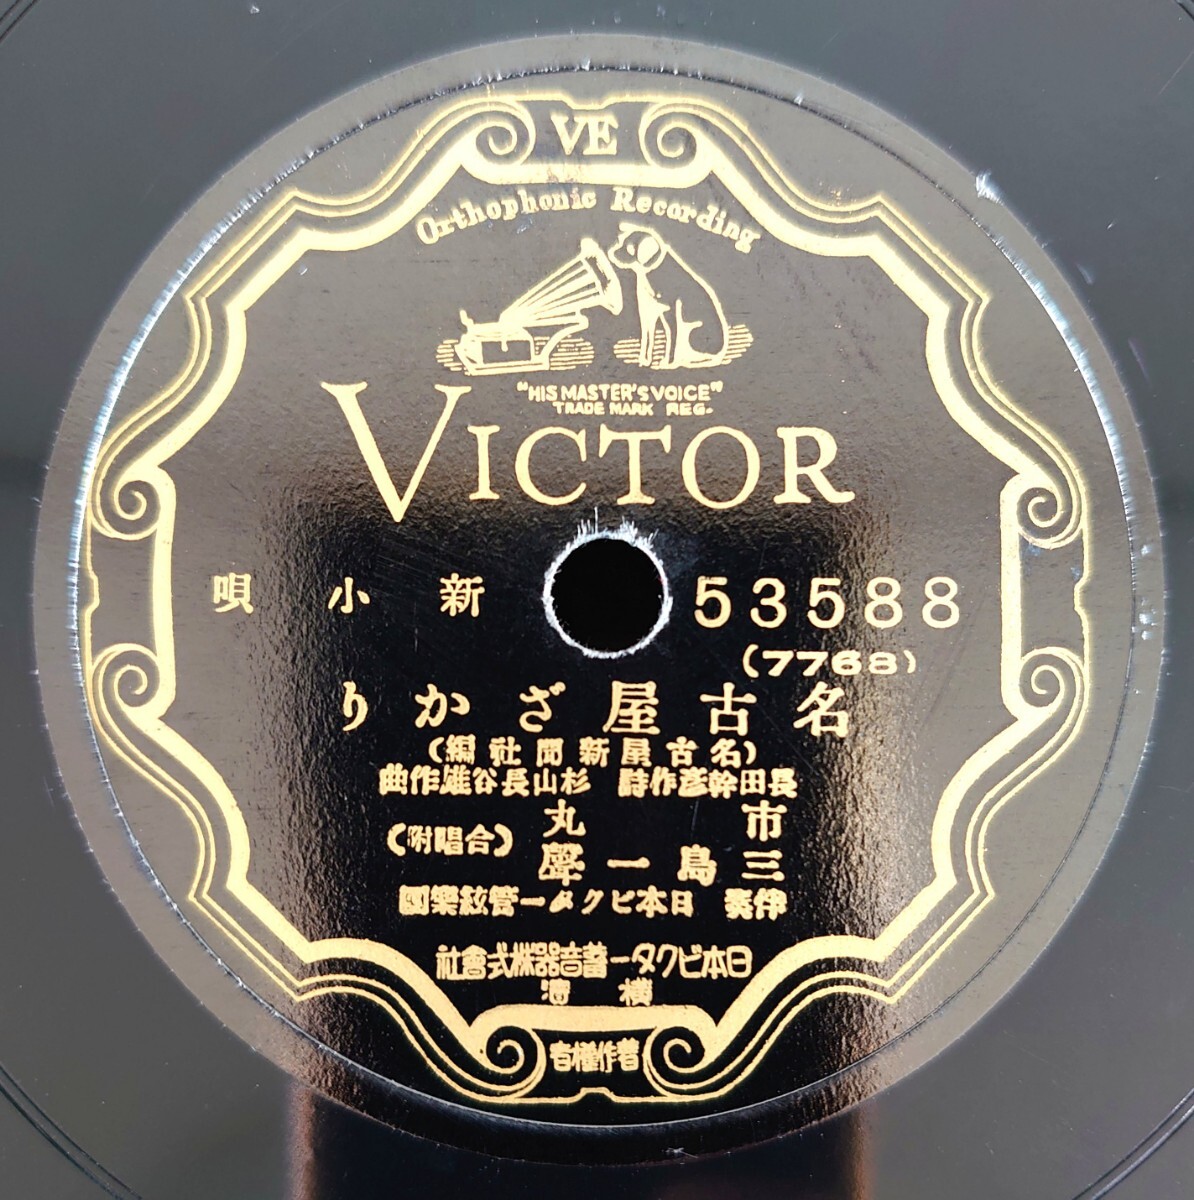 VE
Orthophonic Recording
"HIS MASTER'S VOICE"
TRADE MARK REG.
VICTOR
新小唄
53588
(7768)
名古屋ざかり
(名古屋新聞社編)
長田幹彦作詩 杉山長谷雄作曲
市丸
三島一聲
(合唱附)
伴奏 日本ビクター管絃樂團
日本ビクター蓄音器株式會社
橫濱
著作權者